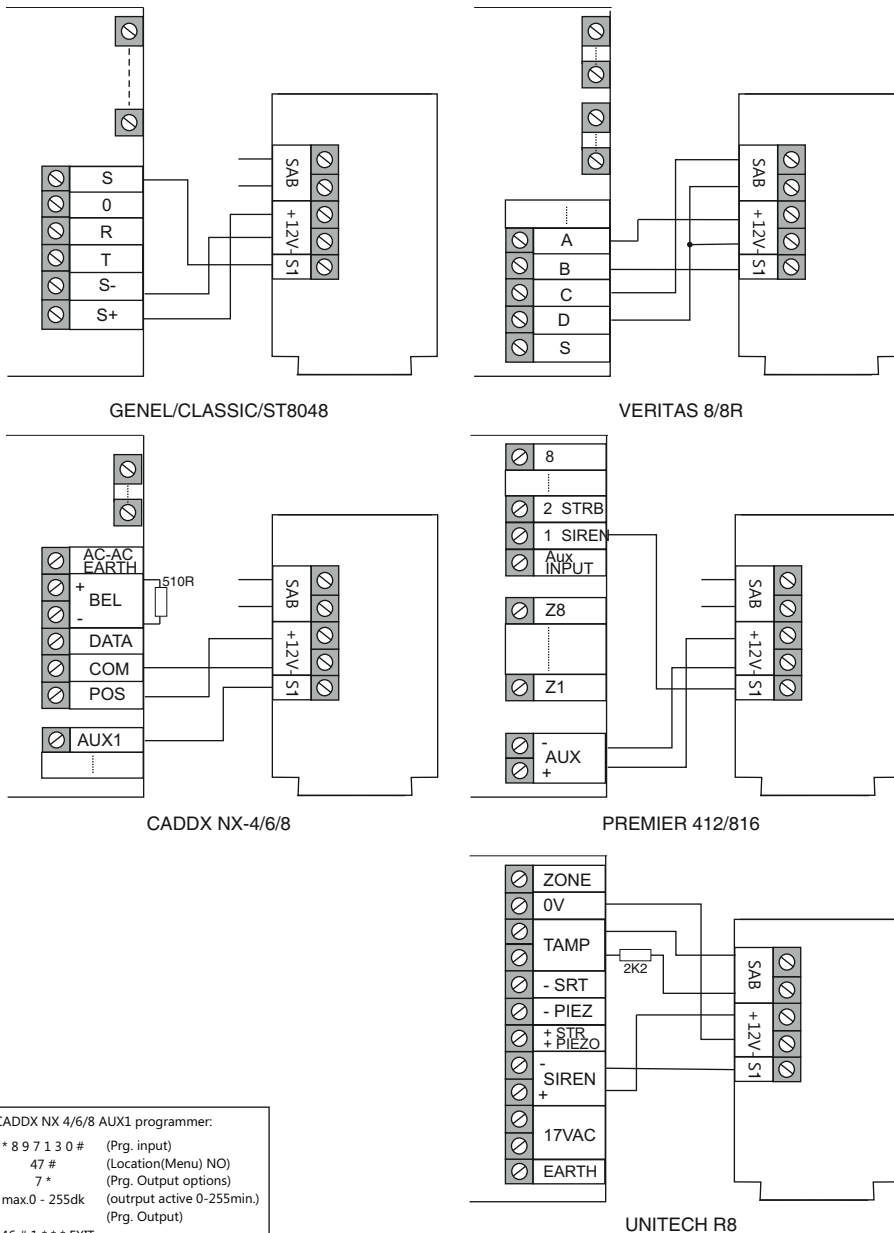 S
0
R
T
S-
S+
SAB
+12V-
S1
GENEL/CLASSIC/ST8048
A
B
C
D
S
SAB
+12V-
S1
VERITAS 8/8R
AC-AC
EARTH
+
BEL
-
DATA
COM
POS
AUX1
510R
SAB
+12V-
S1
CADDX NX-4/6/8
8
2 STRB
1 SIREN
Aux
INPUT
Z8
Z1
-
AUX
+
SAB
+12V-
S1
PREMIER 412/816
ZONE
0V
TAMP
- SRT
- PIEZ
+ STR
+ PIEZO
-
SIREN
+
17VAC
EARTH
2K2
SAB
+12V-
S1
UNITECH R8
CADDX NX 4/6/8 AUX1 programmer:
* 8 9 7 1 3 0 # (Prg. input)
47 # (Location(Menu) NO)
7 * (Prg. Output options)
max.0 - 255dk (outrput active 0-255min.)
(Prg. Output)